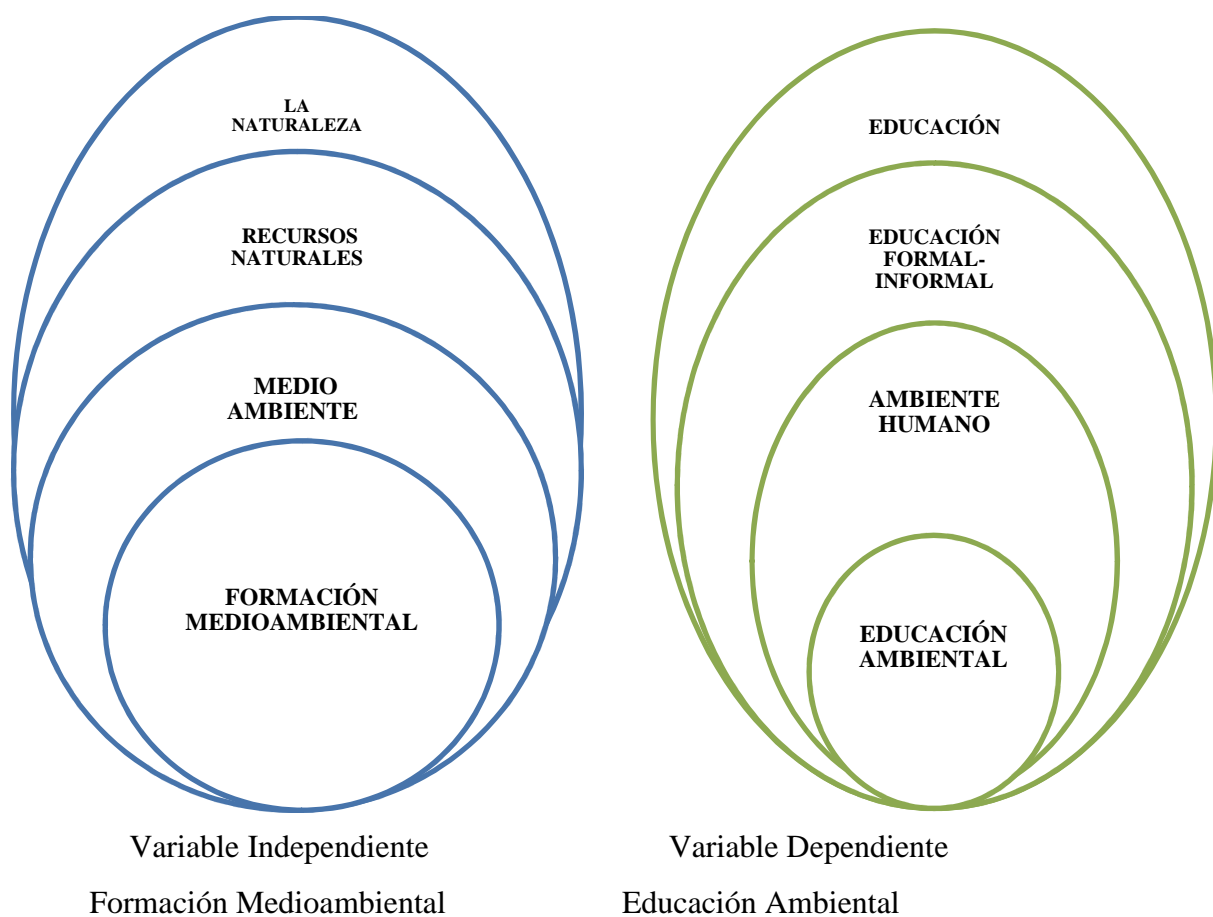 LA
NATURALEZA
RECURSOS
NATURALES
MEDIO
AMBIENTE
FORMACIÓN
MEDIOAMBIENTAL
EDUCACIÓN
EDUCACIÓN
FORMAL-
INFORMAL
AMBIENTE
HUMANO
EDUCACIÓN
AMBIENTAL
Variable Independiente
Variable Dependiente
Formación Medioambiental
Educación Ambiental